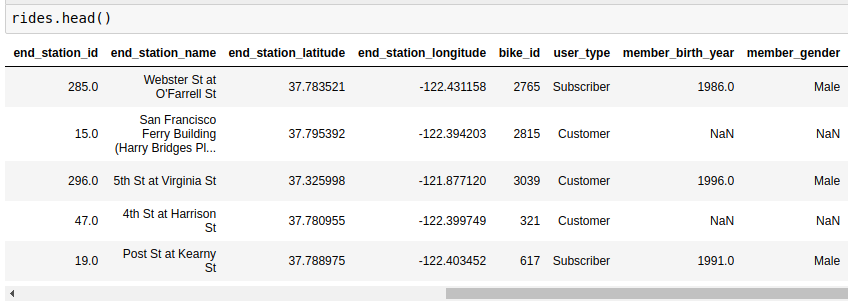 rides.head()
end_station_id end_station_name end_station_latitude end_station_longitude bike_id user_type member_birth_year member_gender
285.0 Webster St at O'Farrell St 37.783521 -122.431158 2765 Subscriber 1986.0 Male
15.0 San Francisco Ferry Building (Harry Bridges Pl... 37.795392 -122.394203 2815 Customer NaN NaN
296.0 5th St at Virginia St 37.325998 -121.877120 3039 Customer 1996.0 Male
47.0 4th St at Harrison St 37.780955 -122.399749 321 Customer NaN NaN
19.0 Post St at Kearny St 37.788975 -122.403452 617 Subscriber 1991.0 Male